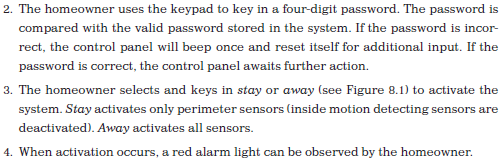 2. The homeowner uses the keypad to key in a four-digit password. The password is
compared with the valid password stored in the system. If the password is incor-
rect, the control panel will beep once and reset itself for additional input. If the
password is correct, the control panel awaits further action.
3. The homeowner selects and keys in stay or away (see Figure 8.1) to activate the
system. Stay activates only perimeter sensors (inside motion detecting sensors are
deactivated). Away activates all sensors.
4. When activation occurs, a red alarm light can be observed by the homeowner.